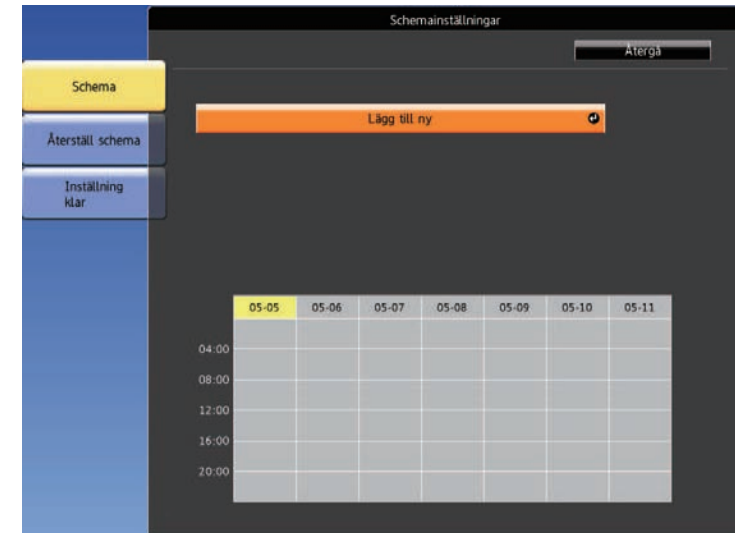 Schemainställningar
Återgå
Schema
Lägg till ny
Återställ schema
Inställning
klar
05-05 05-06 05-07 05-08 05-09 05-10 05-11
04:00
08:00
12:00
16:00
20:00